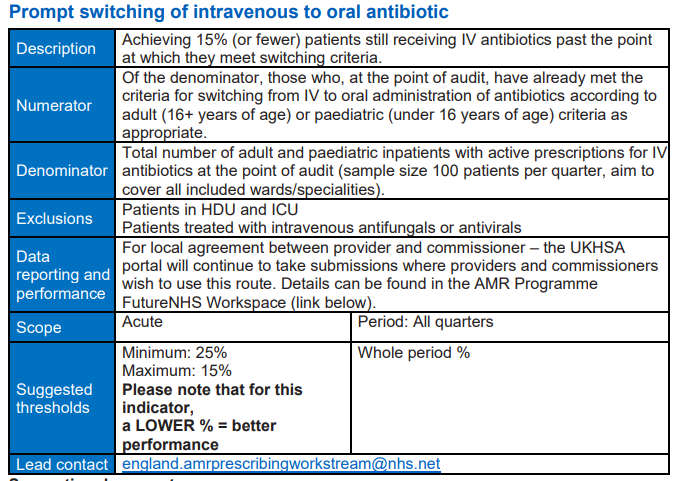 Prompt switching of intravenous to oral antibiotic
Description
Achieving 15% (or fewer) patients still receiving IV antibiotics past the point
at which they meet switching criteria.
Numerator
Of the denominator, those who, at the point of audit, have already met the
criteria for switching from IV to oral administration of antibiotics according to
adult (16+ years of age) or paediatric (under 16 years of age) criteria as
appropriate.
Denominator
Total number of adult and paediatric inpatients with active prescriptions for IV
antibiotics at the point of audit (sample size 100 patients per quarter, aim to
cover all included wards/specialities).
Exclusions
Patients in HDU and ICU
Patients treated with intravenous antifungals or antivirals
Data
reporting and
performance
For local agreement between provider and commissioner – the UKHSA
portal will continue to take submissions where providers and commissioners
wish to use this route. Details can be found in the AMR Programme
FutureNHS Workspace (link below).
Scope
Acute
Period: All quarters
Suggested
thresholds
Minimum: 25%
Maximum: 15%
Please note that for this
indicator,
a LOWER % = better
performance
Whole period %
Lead contact
england.amrprescribingworkstream@nhs.net